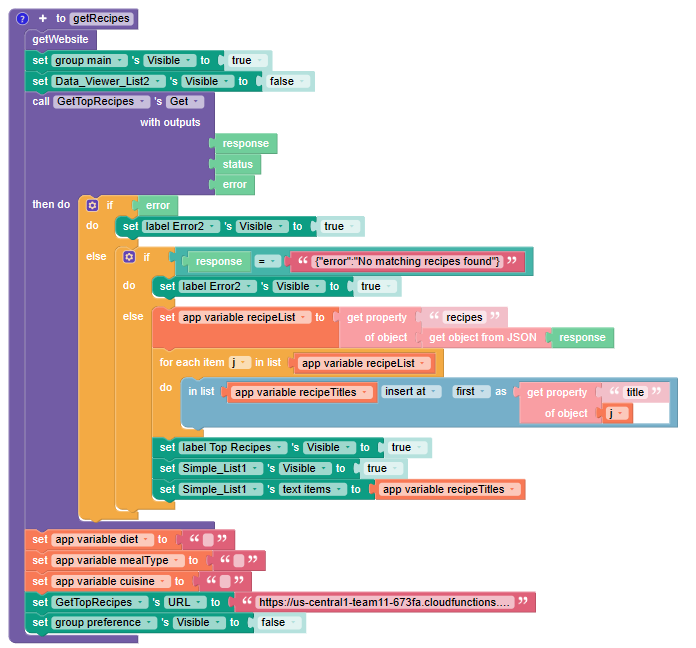 ? + to getRecipes
getWebsite
set group main 's Visible to true
set Data_Viewer_List2 's Visible to false
call GetTopRecipes 's Get
with outputs
response
status
error
then do if error
do set label Error2 's Visible to true
else if response = “ {"error":"No matching recipes found"} ”
do set label Error2 's Visible to true
else set app variable recipeList to get property “ recipes ”
of object get object from JSON response
for each item j in list app variable recipeList
do in list app variable recipeTitles insert at first as get property “ title ”
of object j
set label Top Recipes 's Visible to true
set Simple_List1 's Visible to true
set Simple_List1 's text items to app variable recipeTitles
set app variable diet to “ ”
set app variable mealType to “ ”
set app variable cuisine to “ ”
set GetTopRecipes 's URL to “ https://us-central1-team11-673fa.cloudfunctions.... ”
set group preference 's Visible to false